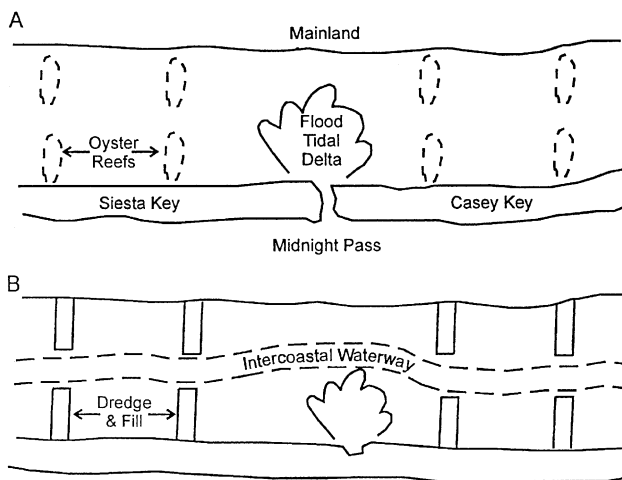 A
Mainland
Flood
Tidal
Delta
Oyster
Reefs
Siesta Key
Casey Key
Midnight Pass
B
Intercoastal Waterway
Dredge
& Fill